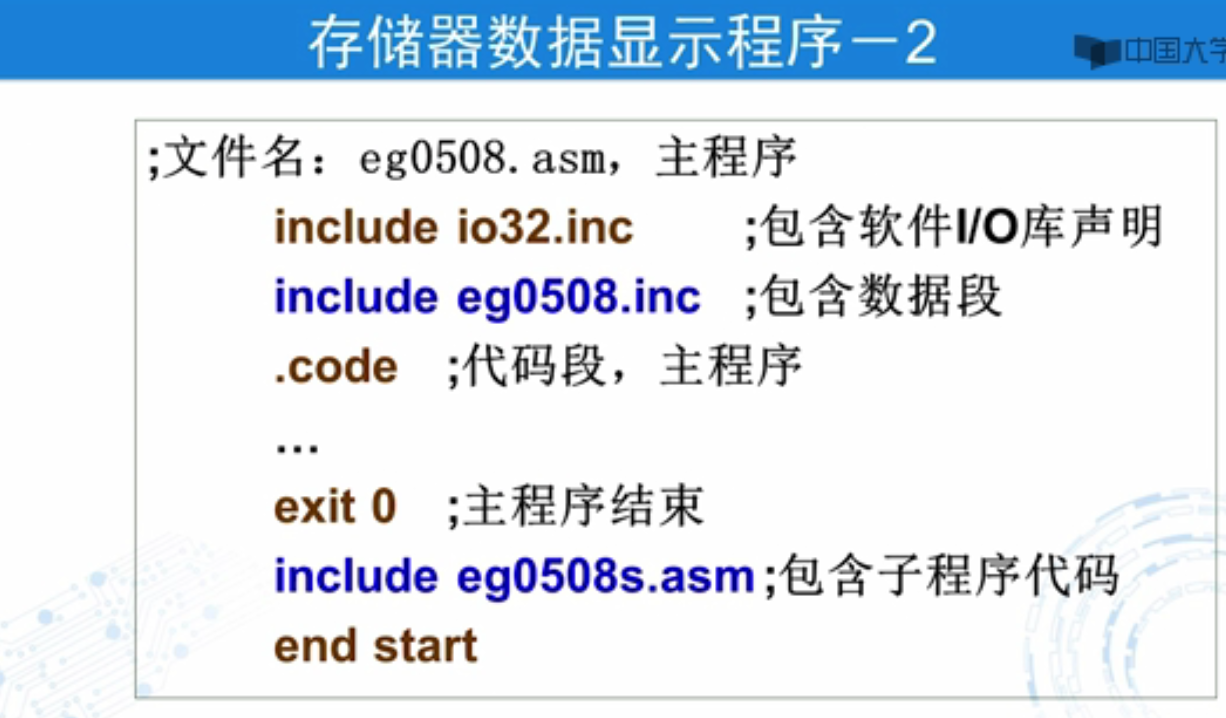 存储器数据显示程序－2
中国大学
;文件名：eg0508.asm，主程序
include io32.inc ;包含软件I/O库声明
include eg0508.inc ;包含数据段
.code ;代码段，主程序
…
exit 0 ;主程序结束
include eg0508s.asm;包含子程序代码
end start